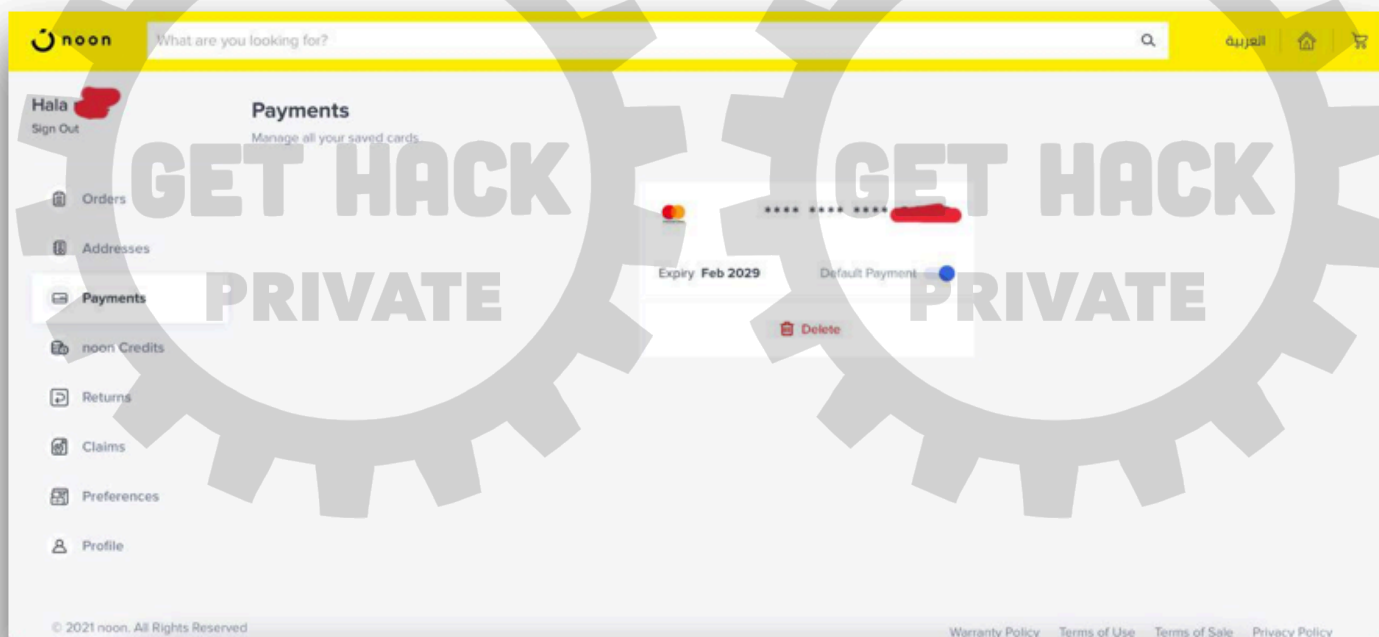 noon What are you looking for? العربية
Hala
Sign Out
Payments
Manage all your saved cards
GET HACK GET HACK
PRIVATE PRIVATE
Orders
Addresses
Payments
noon Credits
Returns
Claims
Preferences
Profile
**** **** ****
Expiry Feb 2029 Default Payment
Delete
© 2021 noon. All Rights Reserved
Warranty Policy Terms of Use Terms of Sale Privacy Policy